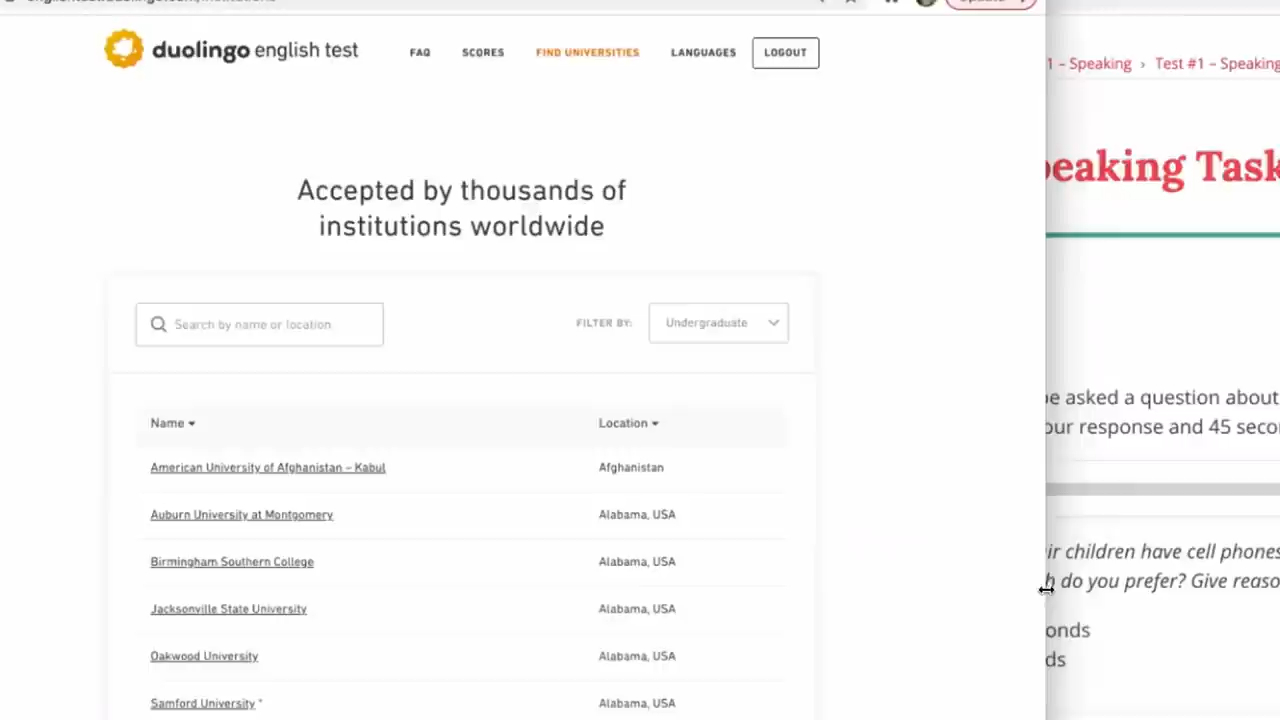 duolingo english test
FAQ
SCORES
FIND UNIVERSITIES
LANGUAGES
LOGOUT
1 – Speaking › Test #1 – Speaking
peaking Task
Accepted by thousands of
institutions worldwide
Search by name or location
FILTER BY:
Undergraduate
Name
Location
American University of Afghanistan – Kabul
Afghanistan
Auburn University at Montgomery
Alabama, USA
Birmingham Southern College
Alabama, USA
Jacksonville State University
Alabama, USA
Oakwood University
Alabama, USA
Samford University *
Alabama, USA
be asked a question about
our response and 45 seco
ir children have cell phones
h do you prefer? Give reaso
onds
ds